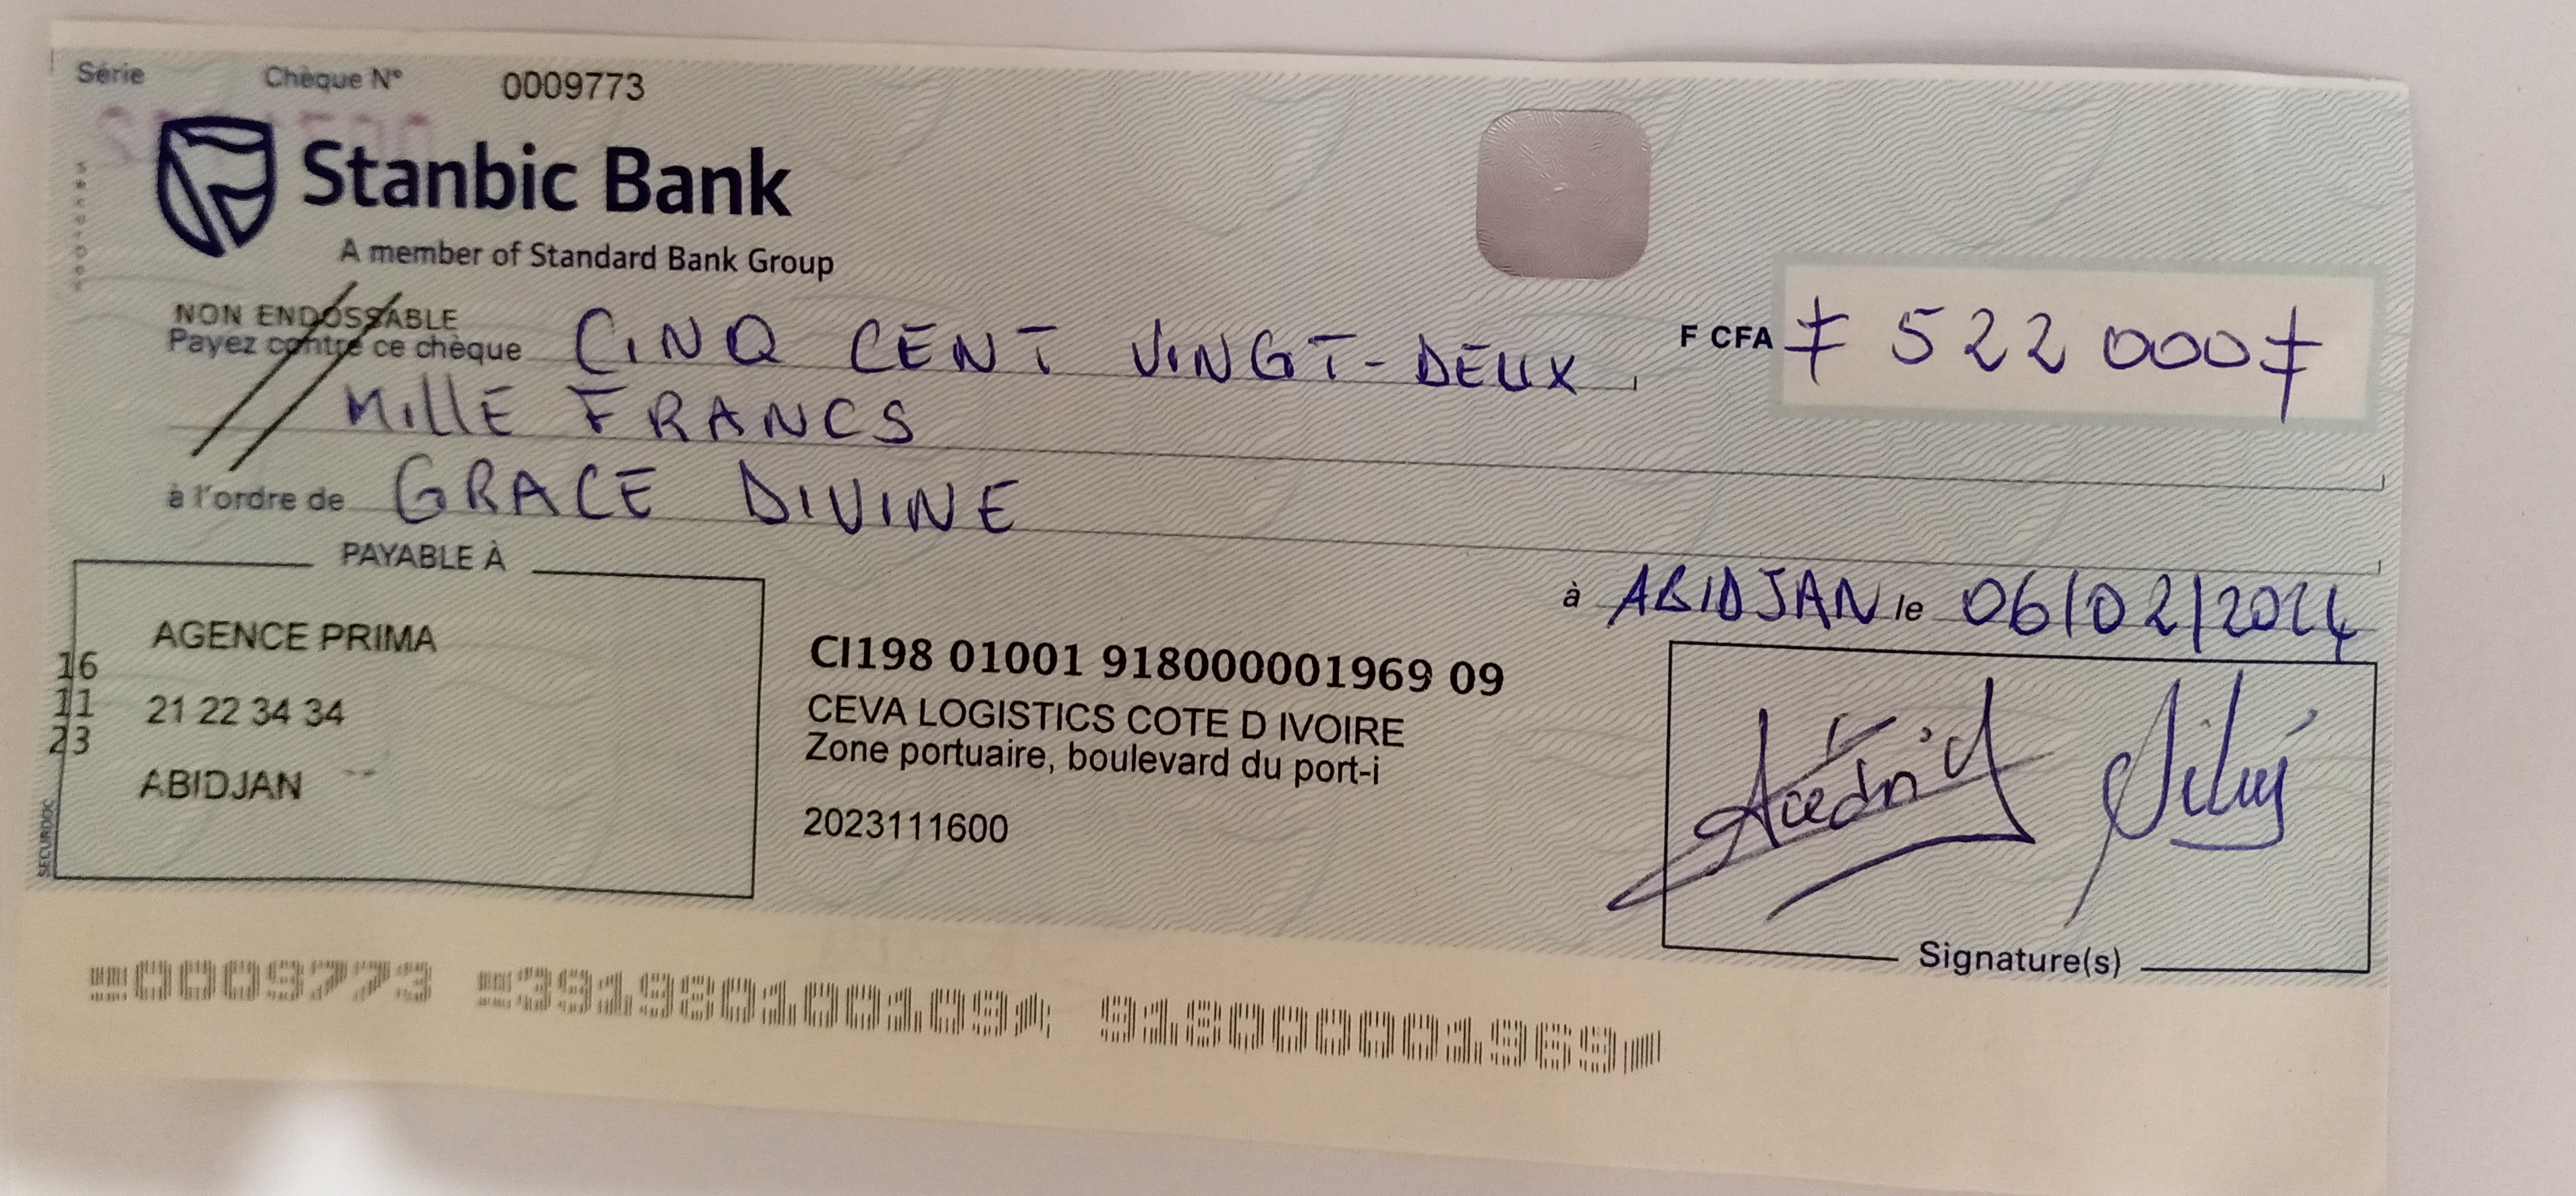 Série Chèque N° 0009773
Stanbic Bank
A member of Standard Bank Group
NON ENDOSSABLE
Payez contre ce chèque CINQ CENT VINGT-DEUX F CFA ≠ 522 000 ≠
MILLE FRANCS
à l'ordre de GRACE DIVINE
PAYABLE À
à ABIDJAN le 06/02/2024
AGENCE PRIMA
16
11
23
21 22 34 34
ABIDJAN
CI198 01001 918000001969 09
CEVA LOGISTICS COTE D IVOIRE
Zone portuaire, boulevard du port-i
2023111600
SECURDOC
Signature(s)
0009773 391980100109 918000001969